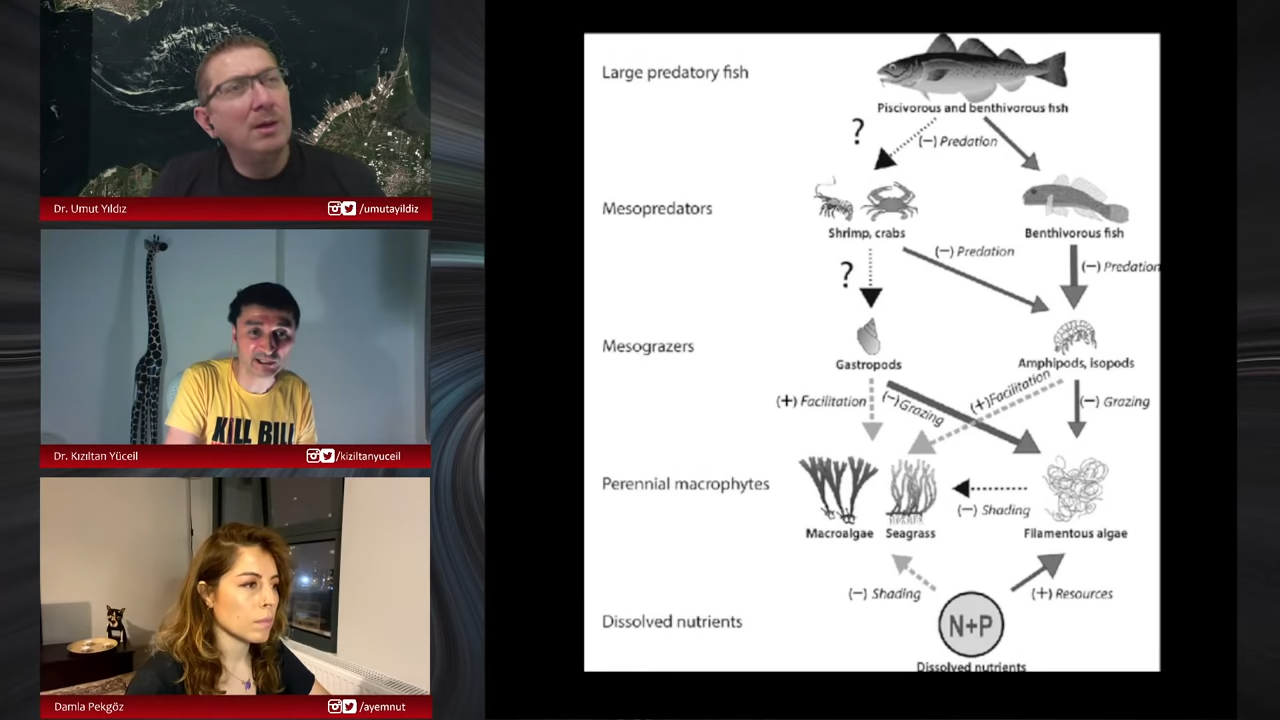 Dr. Umut Yıldız
/umutayildiz
Dr. Kızıltan Yüceil
/kiziltanyuceil
KILL BILL
Damla Pekgöz
/ayemnut
Large predatory fish
Piscivorous and benthivorous fish
?
(−) Predation
Mesopredators
Shrimp, crabs
Benthivorous fish
(−) Predation
(−) Predation
?
Mesograzers
Gastropods
Amphipods, isopods
(+) Facilitation
(−) Grazing
(+) Facilitation
(−) Grazing
Perennial macrophytes
Macroalgae
Seagrass
(−) Shading
Filamentous algae
(−) Shading
(+) Resources
Dissolved nutrients
N+P
Dissolved nutrients